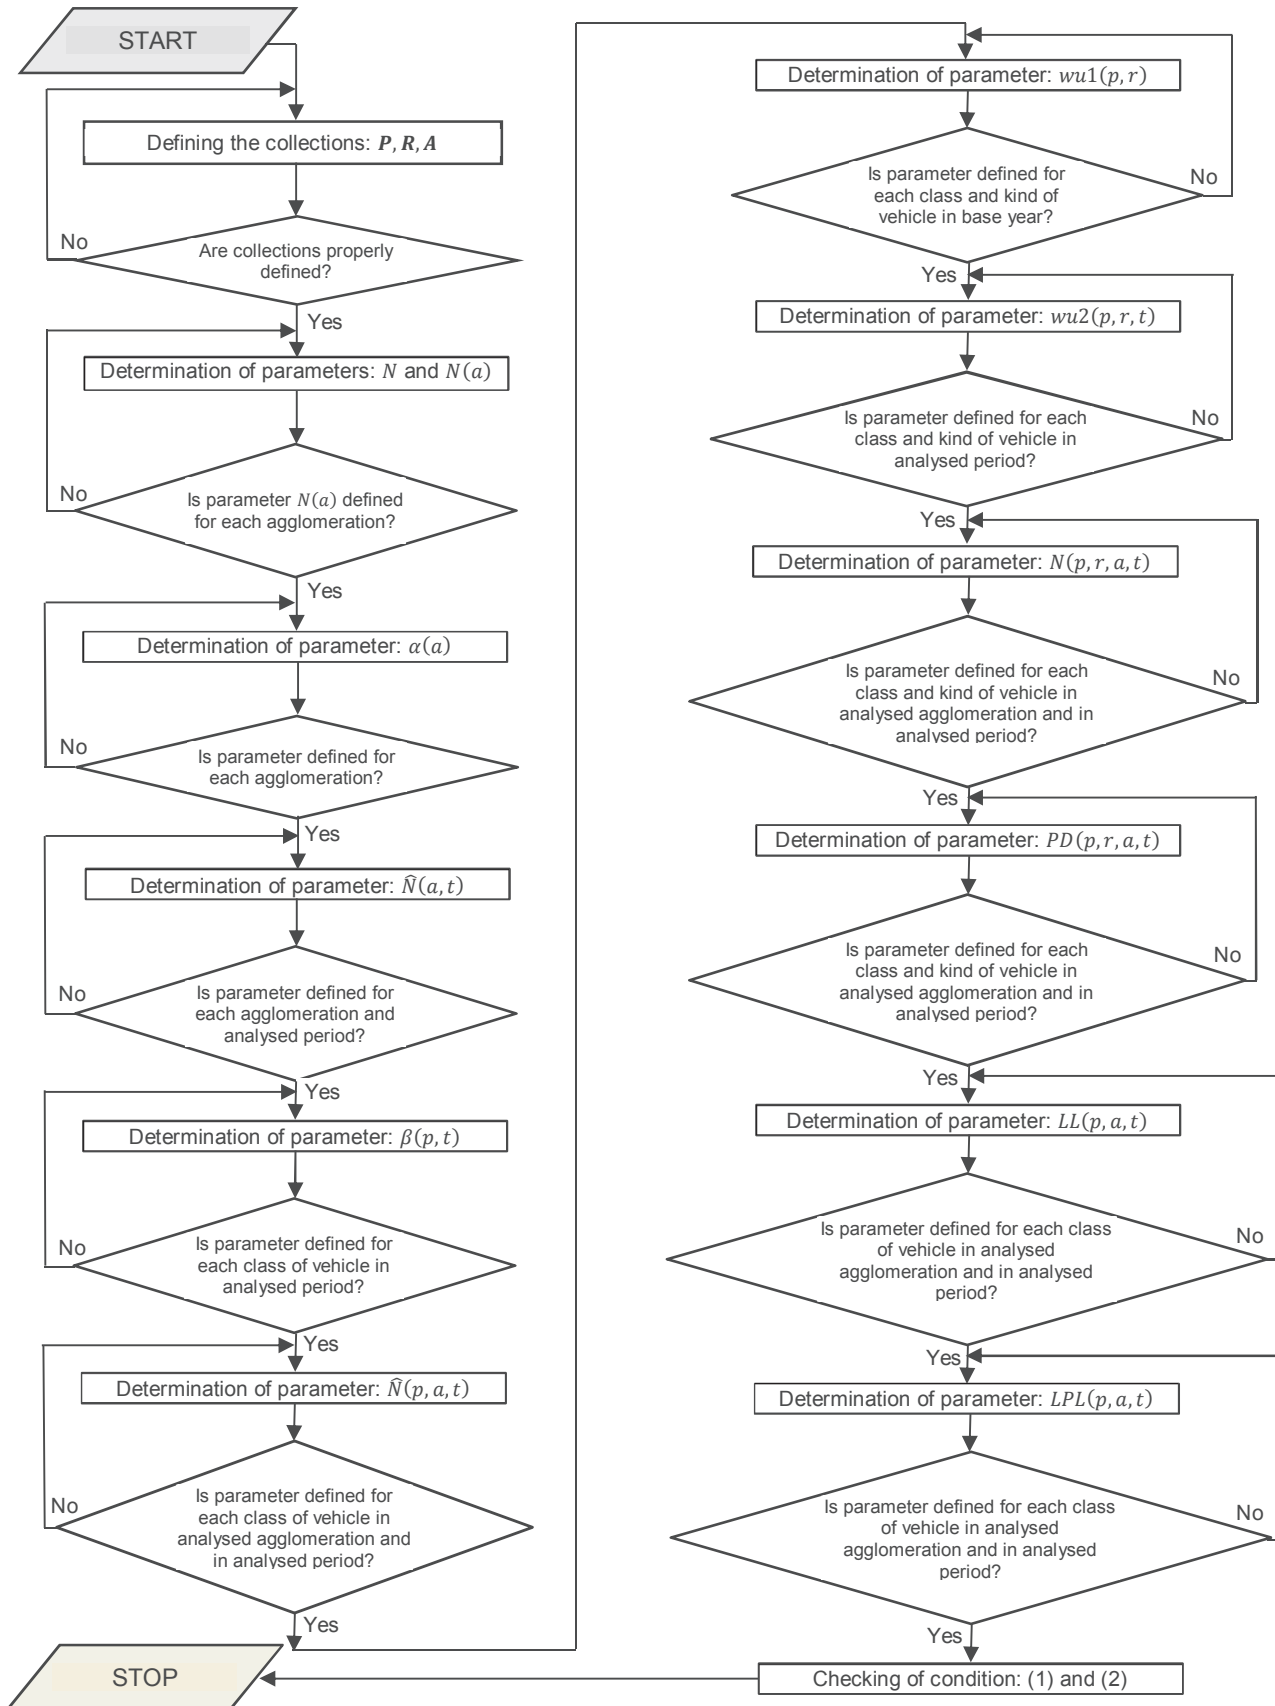 START
Defining the collections: P, R, A
Are collections properly
defined?
No
Yes
Determination of parameters: N and N(a)
Is parameter N(a) defined
for each agglomeration?
No
Yes
Determination of parameter: α(a)
Is parameter defined for
each agglomeration?
No
Yes
Determination of parameter: N̂(a,t)
Is parameter defined for
each agglomeration and
analysed period?
No
Yes
Determination of parameter: β(p,t)
Is parameter defined for
each class of vehicle in
analysed period?
No
Yes
Determination of parameter: N̂(p,a,t)
Is parameter defined for
each class of vehicle in
analysed agglomeration and
in analysed period?
No
Yes
Determination of parameter: wu1(p,r)
Is parameter defined for
each class and kind of
vehicle in base year?
No
Yes
Determination of parameter: wu2(p,r,t)
Is parameter defined for each
class and kind of vehicle in
analysed period?
No
Yes
Determination of parameter: N(p,r,a,t)
Is parameter defined for each
class and kind of vehicle in
analysed agglomeration and in
analysed period?
No
Yes
Determination of parameter: PD(p,r,a,t)
Is parameter defined for each
class and kind of vehicle in
analysed agglomeration and in
analysed period?
No
Yes
Determination of parameter: LL(p,a,t)
Is parameter defined for each class
of vehicle in analysed
agglomeration and in analysed
period?
No
Yes
Determination of parameter: LPL(p,a,t)
Is parameter defined for each class
of vehicle in analysed
agglomeration and in analysed
period?
No
Yes
Checking of condition: (1) and (2)
STOP